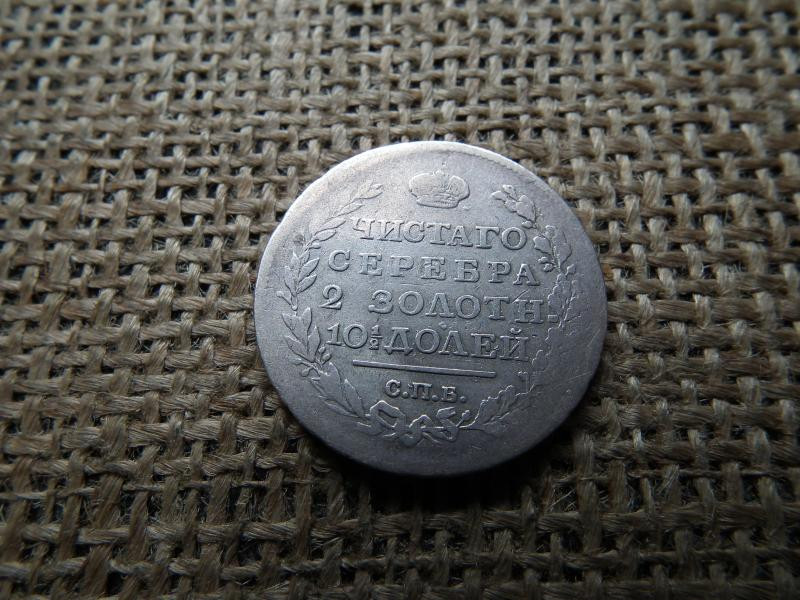 ЧИСТАГО
СЕРЕБРА
2 ЗОЛОТН.
10½ ДОЛЕЙ
С.П.Б.